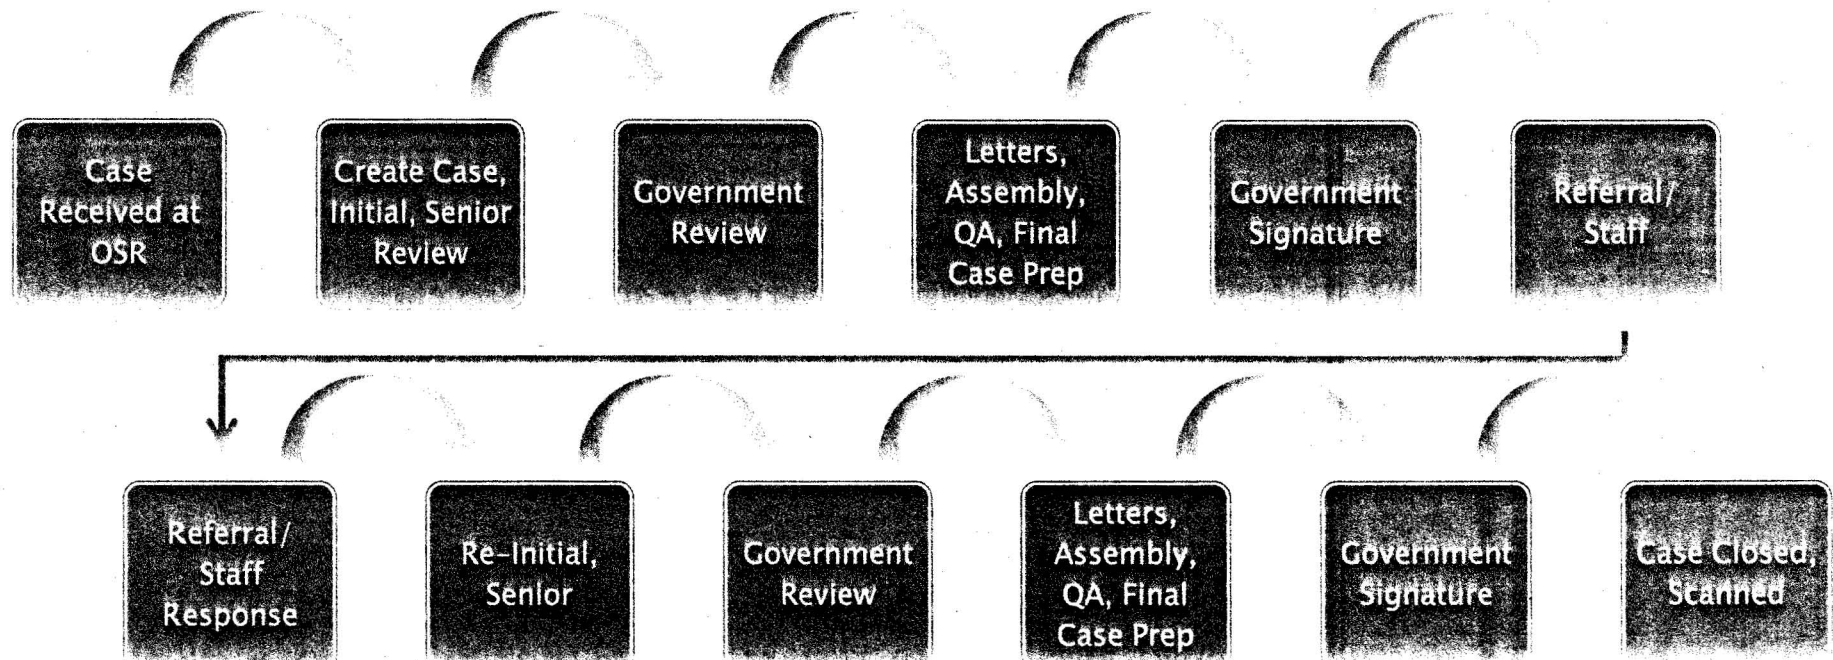 Case
Received at
OSR
Create Case,
Initial, Senior
Review
Government
Review
Letters,
Assembly,
QA, Final
Case Prep
Government
Signature
Referral/
Staff
Referral/
Staff
Response
Re-Initial,
Senior
Government
Review
Letters,
Assembly,
QA, Final
Case Prep
Government
Signature
Case Closed,
Scanned